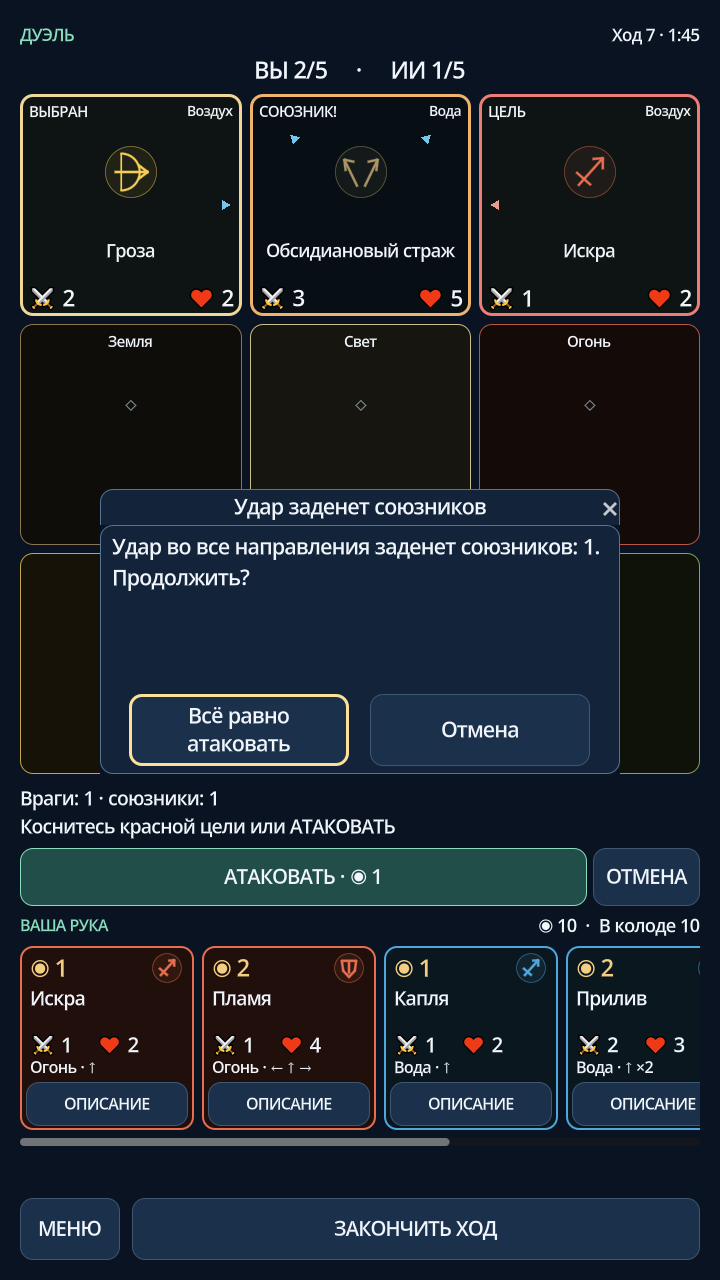 ДУЭЛЬ
Ход 7 · 1:45
ВЫ 2/5 · ИИ 1/5
ВЫБРАН Воздух
СОЮЗНИК! Вода
ЦЕЛЬ Воздух
Гроза
Обсидиановый страж
Искра
2 2
3 5
1 2
Земля
Свет
Огонь
Удар заденет союзников ×
Удар во все направления заденет союзников: 1.
Продолжить?
Всё равно
атаковать
Отмена
Враги: 1 · союзники: 1
Коснитесь красной цели или АТАКОВАТЬ
АТАКОВАТЬ · ◉ 1
ОТМЕНА
ВАША РУКА
◉ 10 · В колоде 10
◉ 1
Искра
1 2
Огонь · ↑
ОПИСАНИЕ
◉ 2
Пламя
1 4
Огонь · ← ↑ →
ОПИСАНИЕ
◉ 1
Капля
1 2
Вода · ↑
ОПИСАНИЕ
◉ 2
Прилив
2 3
Вода · ↑ ×2
ОПИСАНИЕ
МЕНЮ
ЗАКОНЧИТЬ ХОД